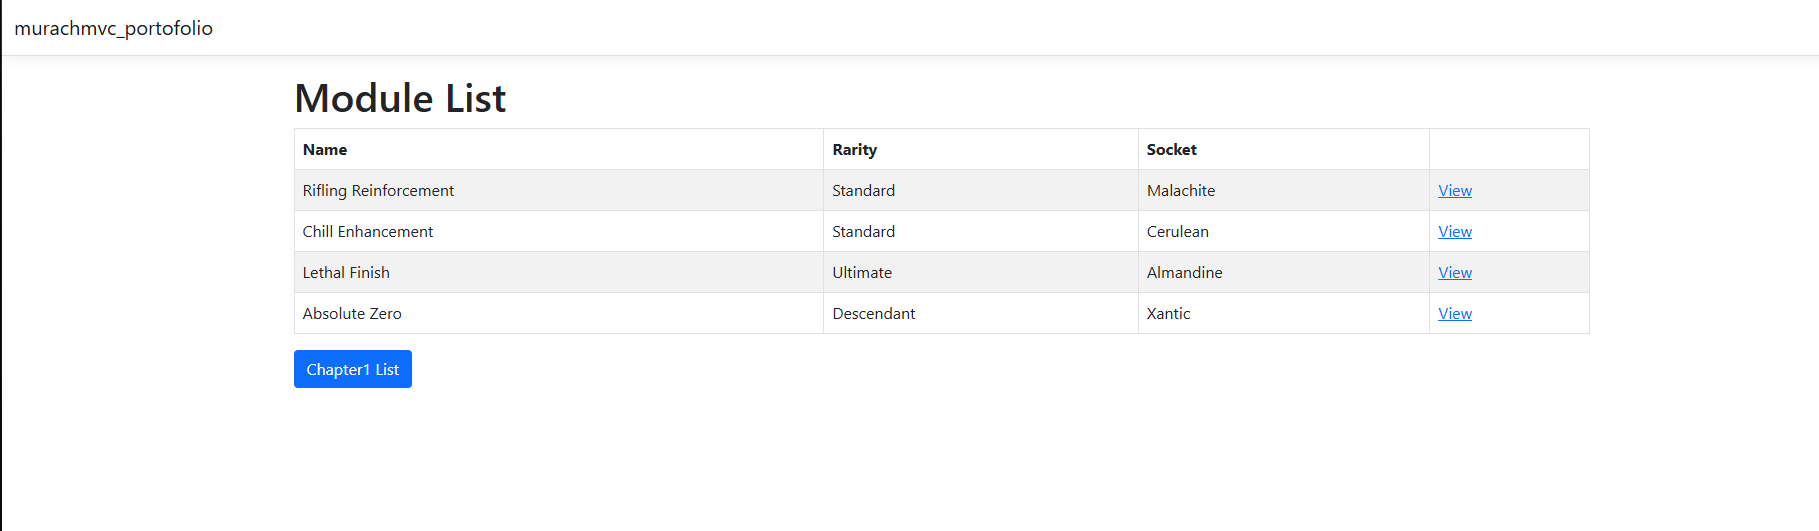 murachmvc_portofolio
Module List
Name Rarity Socket
Rifling Reinforcement Standard Malachite View
Chill Enhancement Standard Cerulean View
Lethal Finish Ultimate Almandine View
Absolute Zero Descendant Xantic View
Chapter1 List